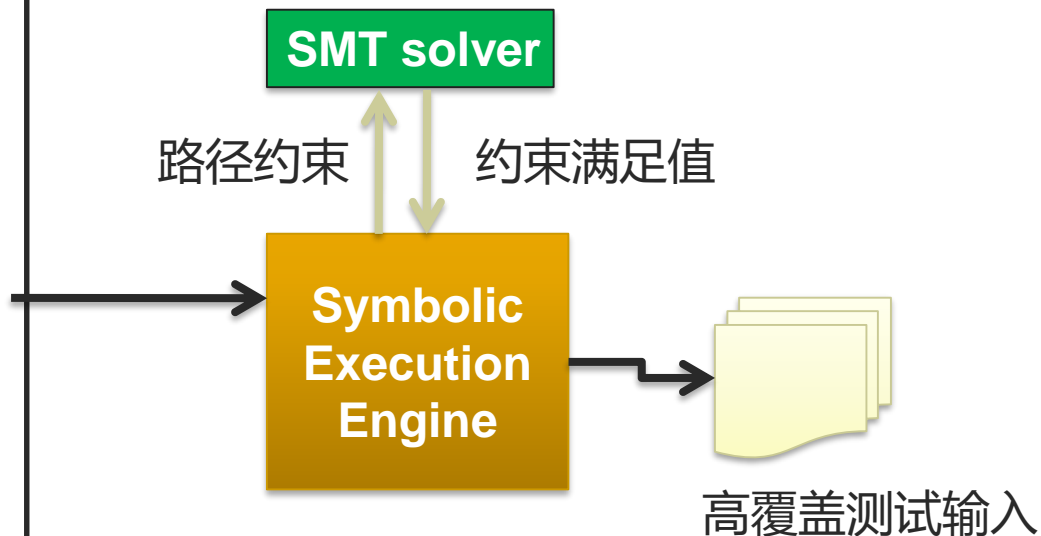 SMT solver
路径约束
约束满足值
Symbolic
Execution
Engine
高覆盖测试输入